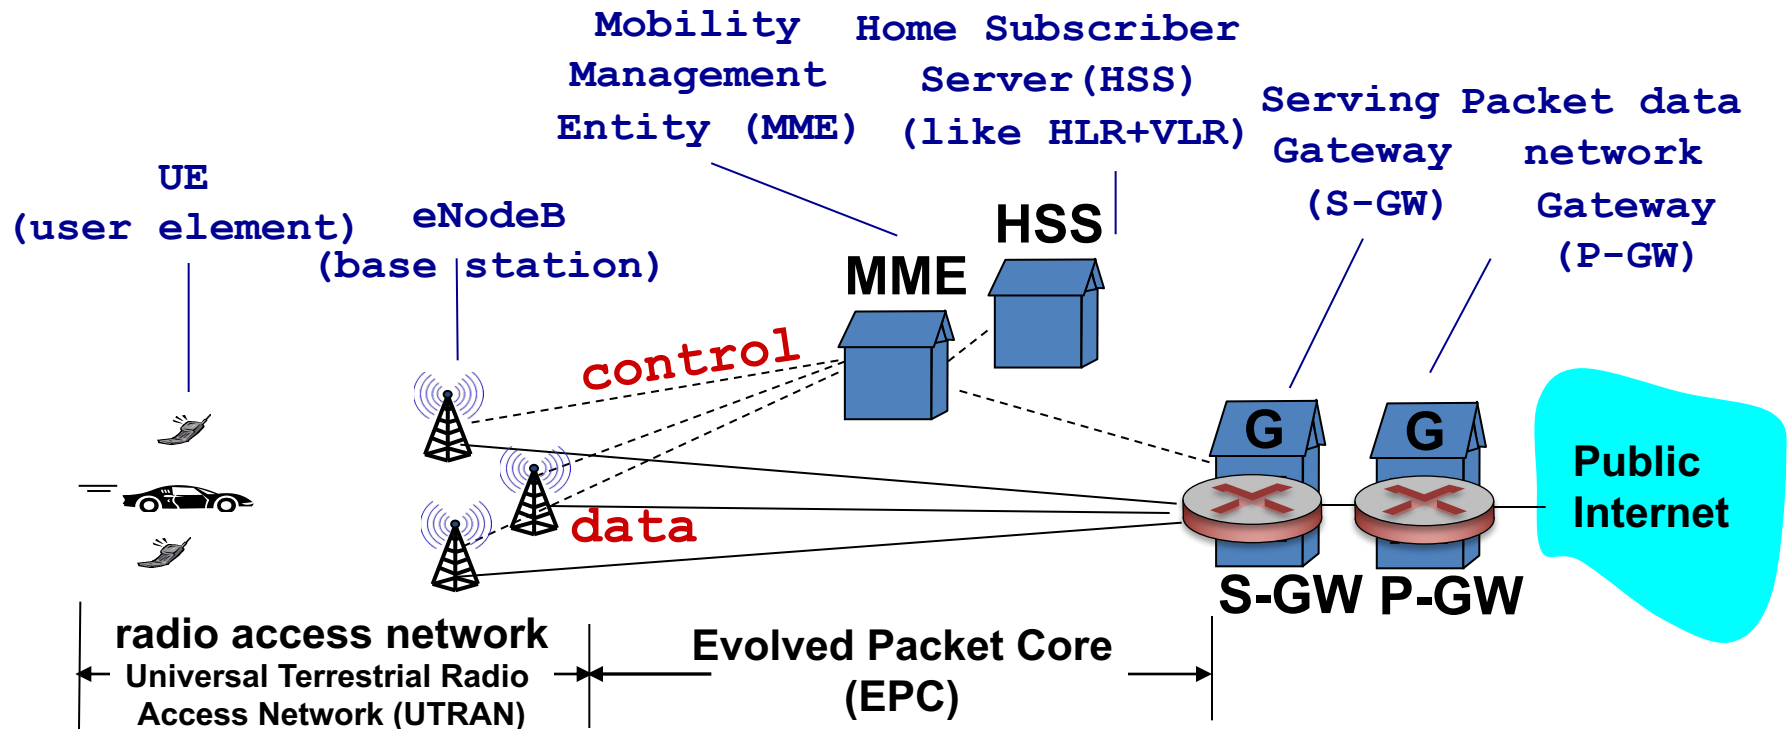 Mobility
Management
Entity (MME)
Home Subscriber
Server(HSS)
(like HLR+VLR)
Serving
Gateway
(S-GW)
Packet data
network
Gateway
(P-GW)
UE
(user element)
eNodeB
(base station)
HSS
MME
control
data
G
G
Public
Internet
S-GW
P-GW
radio access network
Universal Terrestrial Radio
Access Network (UTRAN)
Evolved Packet Core
(EPC)